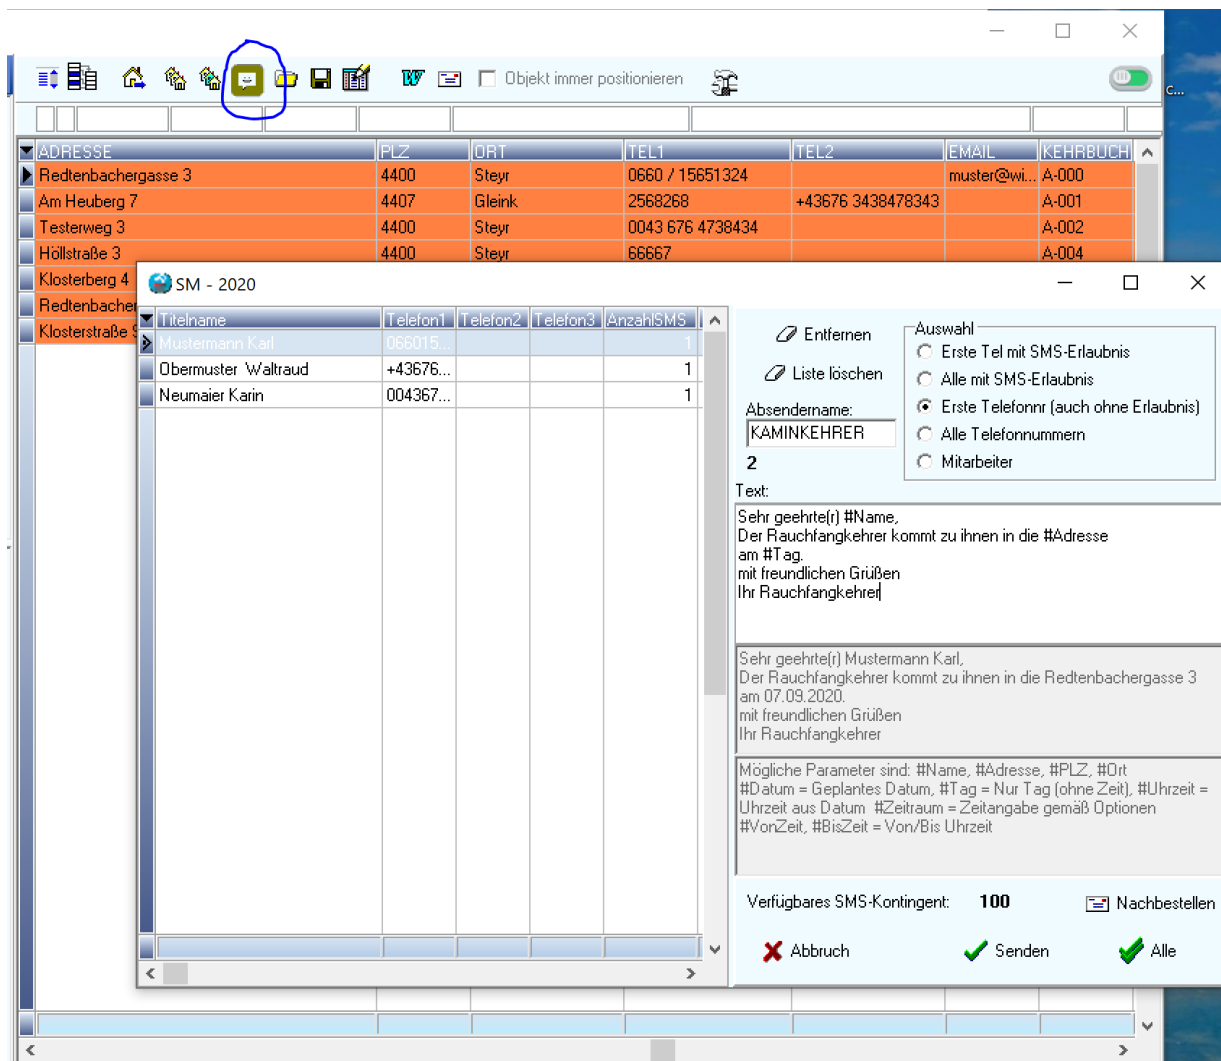 Objekt immer positionieren
c...
ADRESSE PLZ ORT TEL1 TEL2 EMAIL KEHRBUCH
Redtenbachergasse 3 4400 Steyr 0660 / 15651324 muster@wi... A-000
Am Heuberg 7 4407 Gleink 2568268 +43676 3438478343 A-001
Testerweg 3 4400 Steyr 0043 676 4738434 A-002
Höllstraße 3 4400 Steyr 66667 A-004
Klosterberg 4
Redtenbacher
Klosterstraße 9
SM - 2020
Titelname Telefon1 Telefon2 Telefon3 AnzahlSMS
Mustermann Karl 066015... 1
Obermuster Waltraud +43676... 1
Neumaier Karin 004367... 1
Entfernen
Liste löschen
Absendername:
KAMINKEHRER
2
Auswahl
Erste Tel mit SMS-Erlaubnis
Alle mit SMS-Erlaubnis
Erste Telefonnr (auch ohne Erlaubnis)
Alle Telefonnummern
Mitarbeiter
Text:
Sehr geehrte(r) #Name,
Der Rauchfangkehrer kommt zu ihnen in die #Adresse
am #Tag.
mit freundlichen Grüßen
Ihr Rauchfangkehrer
Sehr geehrte(r) Mustermann Karl,
Der Rauchfangkehrer kommt zu ihnen in die Redtenbachergasse 3
am 07.09.2020.
mit freundlichen Grüßen
Ihr Rauchfangkehrer
Mögliche Parameter sind: #Name, #Adresse, #PLZ, #Ort
#Datum = Geplantes Datum, #Tag = Nur Tag (ohne Zeit), #Uhrzeit =
Uhrzeit aus Datum #Zeitraum = Zeitangabe gemäß Optionen
#VonZeit, #BisZeit = Von/Bis Uhrzeit
Verfügbares SMS-Kontingent: 100 Nachbestellen
Abbruch Senden Alle